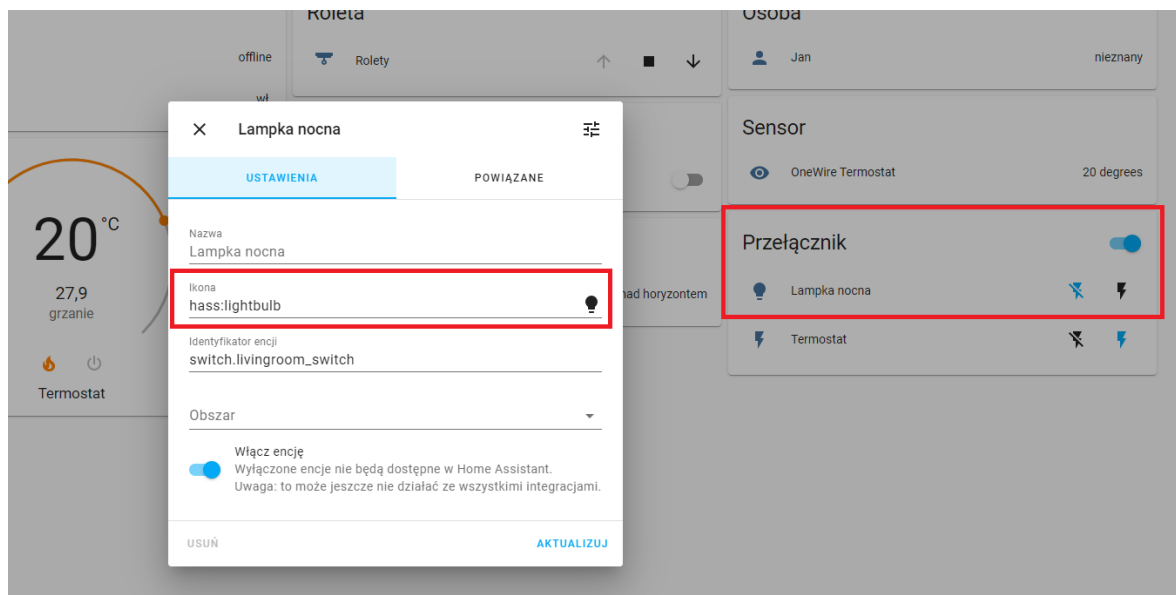 Roleta
Osoba
offline
Rolety
Jan
nieznany
wł.
Lampka nocna
Sensor
USTAWIENIA
POWIĄZANE
OneWire Termostat
20 degrees
20
°C
27,9
grzanie
Termostat
Nazwa
Lampka nocna
Ikona
hass:lightbulb
nad horyzontem
Przełącznik
Lampka nocna
Termostat
Identyfikator encji
switch.livingroom_switch
Obszar
Włącz encję
Wyłączone encje nie będą dostępne w Home Assistant.
Uwaga: to może jeszcze nie działać ze wszystkimi integracjami.
USUŃ
AKTUALIZUJ